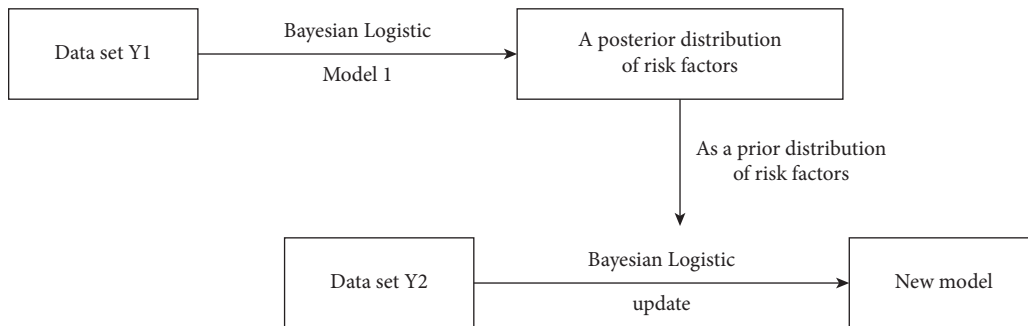 Data set Y1
Bayesian Logistic
Model 1
A posterior distribution
of risk factors
As a prior distribution
of risk factors
Data set Y2
Bayesian Logistic
update
New model